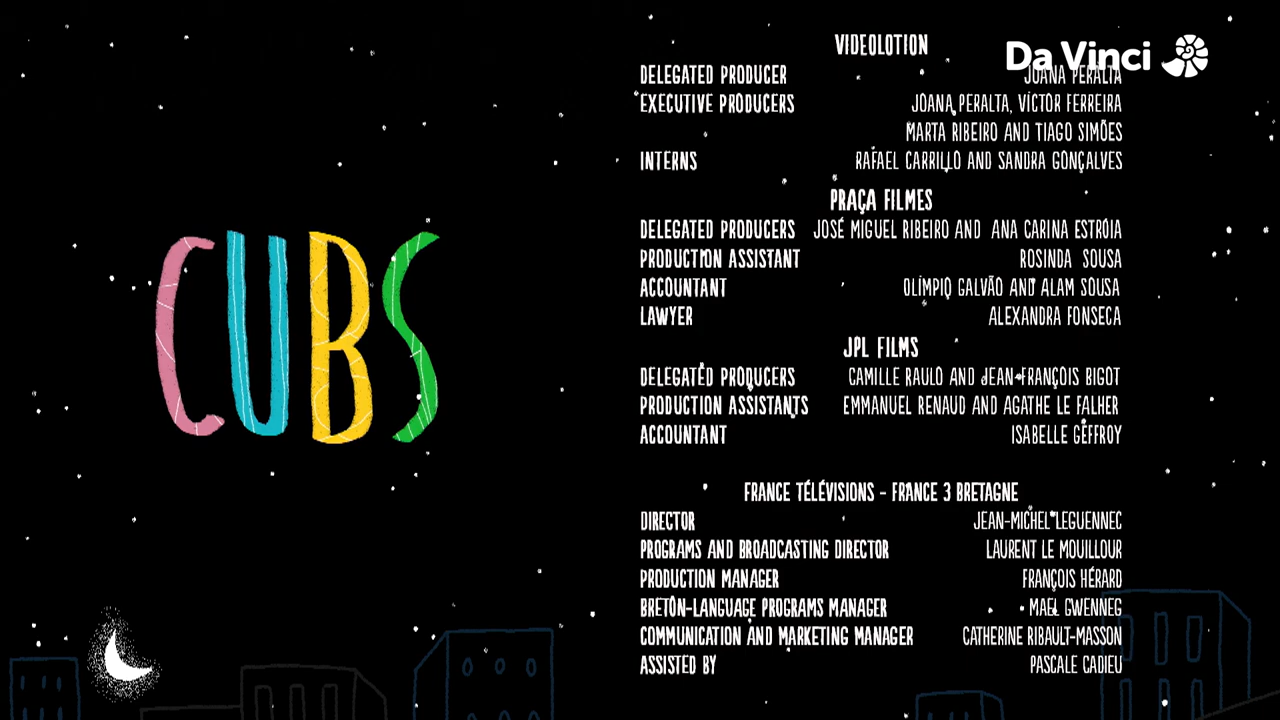 Da Vinci
CUBS
VIDEOLOTION
DELEGATED PRODUCER JOANA PERALTA
EXECUTIVE PRODUCERS JOANA PERALTA, VÍCTOR FERREIRA
MARTA RIBEIRO AND TIAGO SIMÕES
INTERNS RAFAEL CARRILLO AND SANDRA GONÇALVES
PRAÇA FILMES
DELEGATED PRODUCERS JOSÉ MIGUEL RIBEIRO AND ANA CARINA ESTRÓIA
PRODUCTION ASSISTANT ROSINDA SOUSA
ACCOUNTANT OLÍMPIO GALVÃO AND ALAM SOUSA
LAWYER ALEXANDRA FONSECA
JPL FILMS
DELEGATED PRODUCERS CAMILLE RAULO AND JEAN-FRANÇOIS BIGOT
PRODUCTION ASSISTANTS EMMANUEL RENAUD AND AGATHE LE FALHER
ACCOUNTANT ISABELLE GEFFROY
FRANCE TÉLÉVISIONS - FRANCE 3 BRETAGNE
DIRECTOR JEAN-MICHEL LEGUENNEC
PROGRAMS AND BROADCASTING DIRECTOR LAURENT LE MOUILLOUR
PRODUCTION MANAGER FRANÇOIS HÉRARD
BRETON-LANGUAGE PROGRAMS MANAGER MAEL GWENNEG
COMMUNICATION AND MARKETING MANAGER CATHERINE RIBAULT-MASSON
ASSISTED BY PASCALE CADIEU